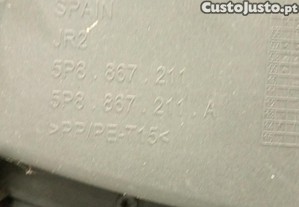 CustoJusto.pt
SPAIN
JR2
5P8.867.211
5P8.867.211.A
>PP/PE-T15<